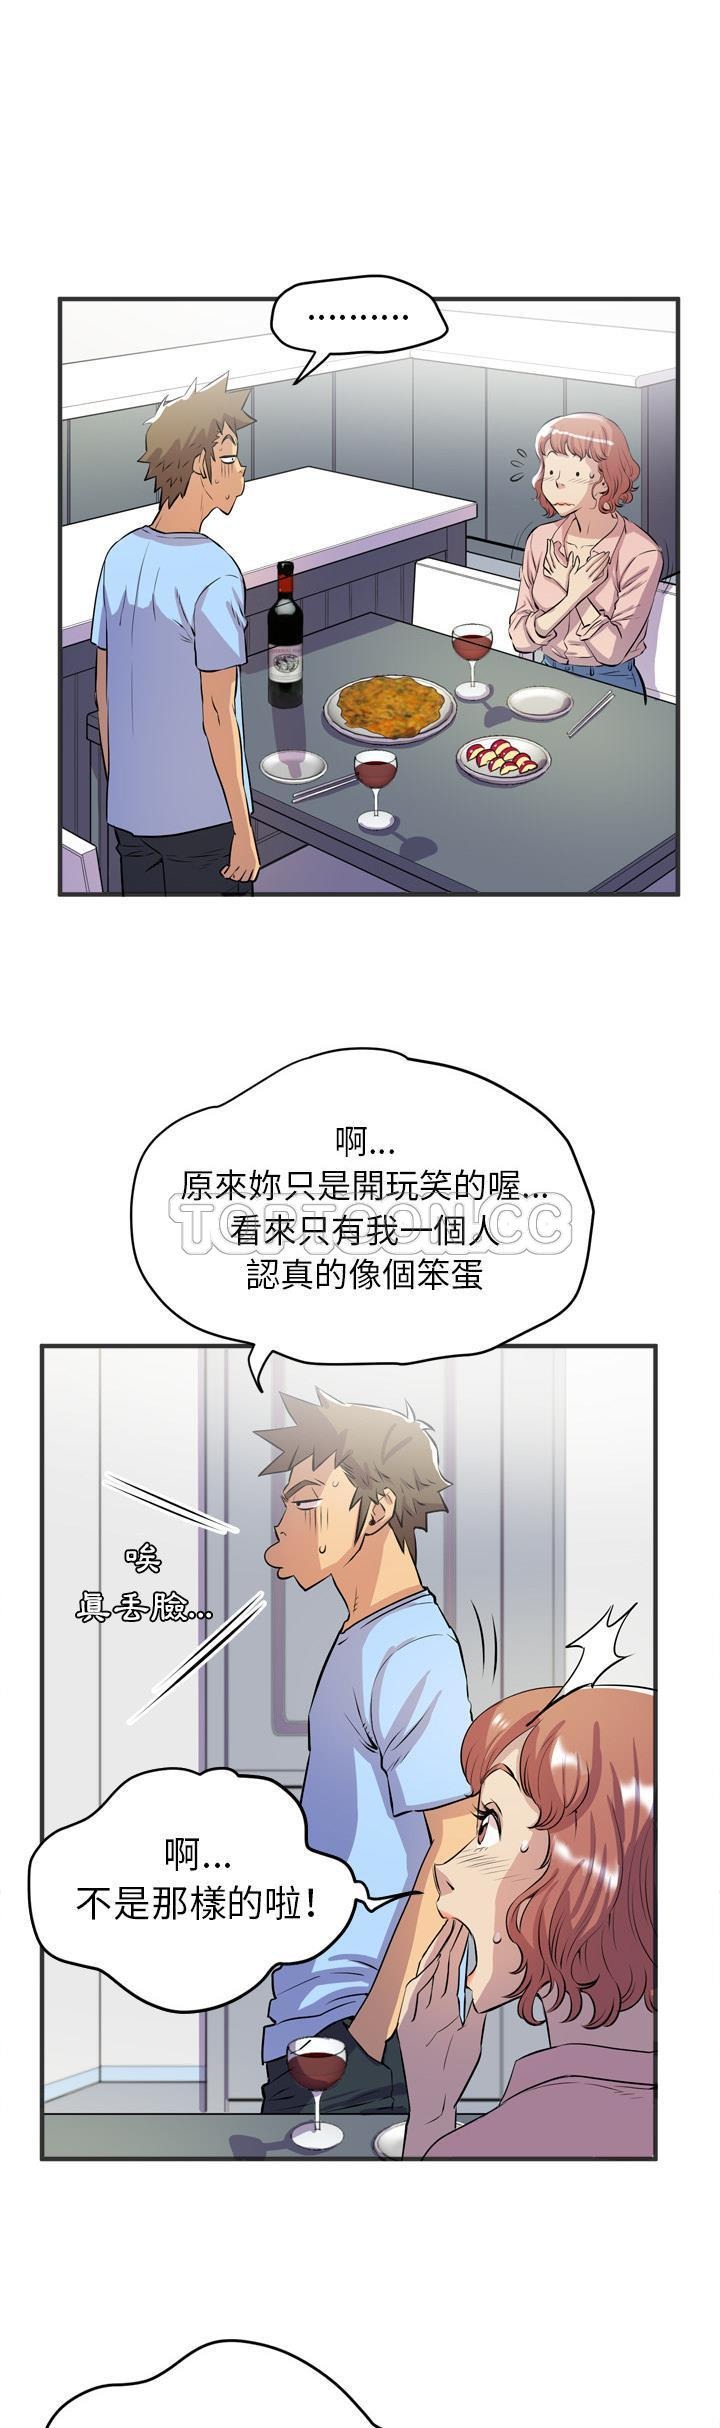 ..........
啊...
原來妳只是開玩笑的喔...
看來只有我一個人
認真的像個笨蛋
TOPTOON.CC
唉
眞丟臉...
啊...
不是那樣的啦!